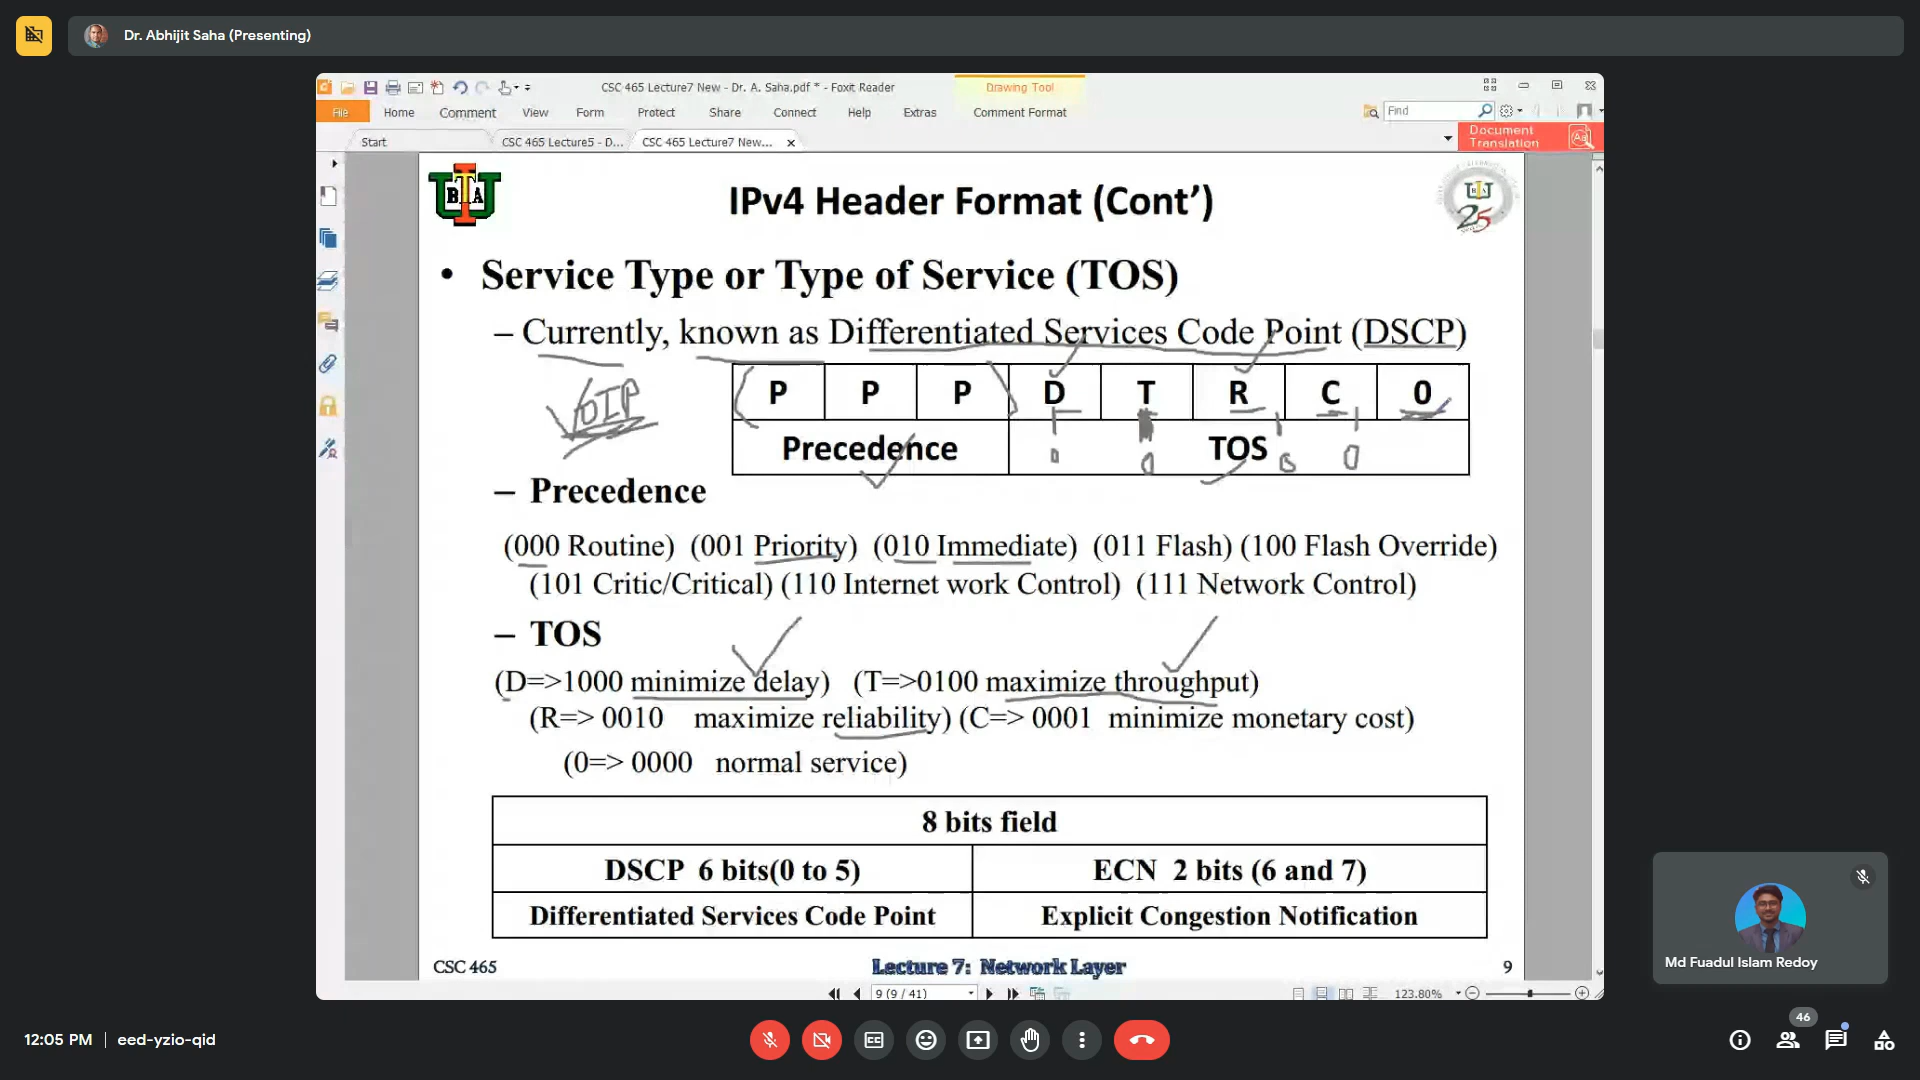 Dr. Abhijit Saha (Presenting)
CSC 465 Lecture7 New - Dr. A. Saha.pdf * - Foxit Reader
Drawing Tool
File Home Comment View Form Protect Share Connect Help Extras Comment Format Find
Start CSC 465 Lecture5 - D... CSC 465 Lecture7 New... Document Translation
IUBAT
IPv4 Header Format (Cont’)
25
• Service Type or Type of Service (TOS)
– Currently, known as Differentiated Services Code Point (DSCP)
P P P D T R C 0
Precedence TOS
– Precedence
(000 Routine) (001 Priority) (010 Immediate) (011 Flash) (100 Flash Override)
(101 Critic/Critical) (110 Internet work Control) (111 Network Control)
– TOS
(D=>1000 minimize delay) (T=>0100 maximize throughput)
(R=> 0010 maximize reliability) (C=> 0001 minimize monetary cost)
(0=> 0000 normal service)
8 bits field
DSCP 6 bits(0 to 5) ECN 2 bits (6 and 7)
Differentiated Services Code Point Explicit Congestion Notification
CSC 465 Lecture 7: Network Layer 9
9 (9 / 41) 123.80%
Md Fuadul Islam Redoy
12:05 PM | eed-yzio-qid
46